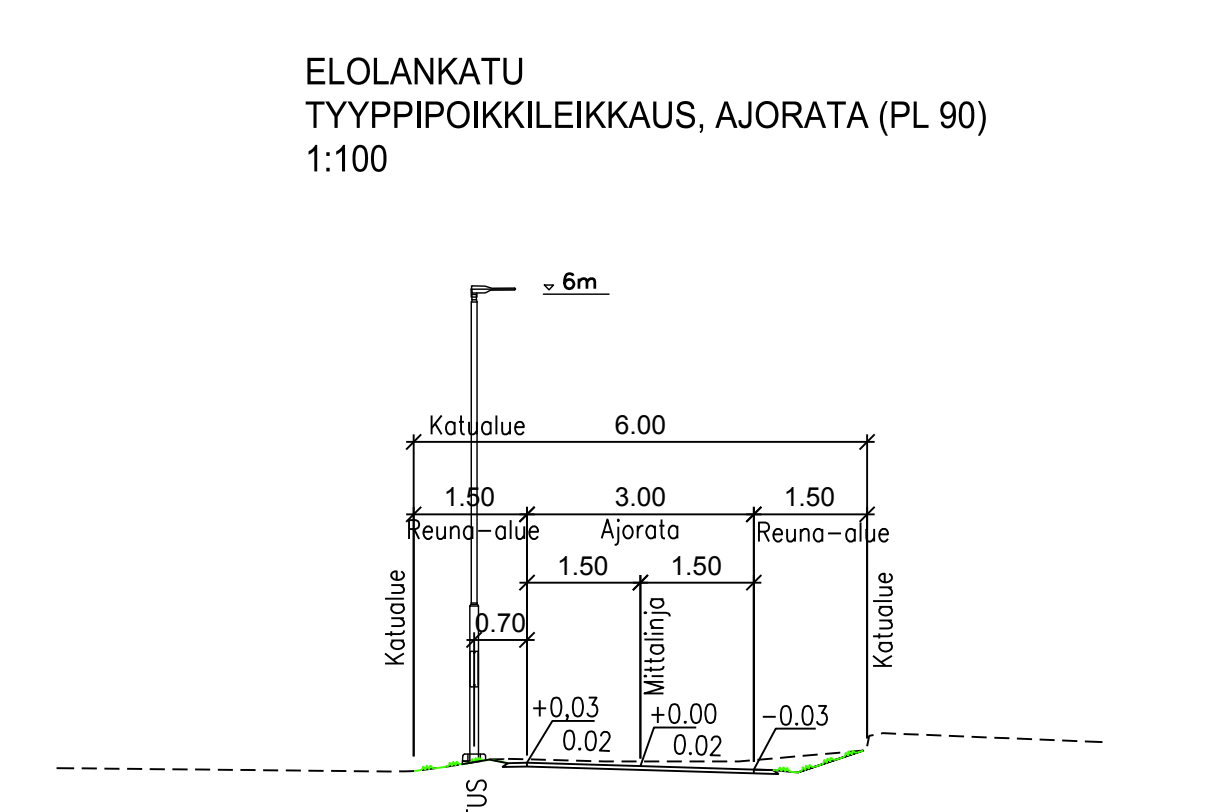 ELOLANKATU
TYYPPIPOIKKILEIKKAUS, AJORATA (PL 90)
1:100
6m
Katualue 6.00
1.50 3.00 1.50
Reuna-alue Ajorata Reuna-alue
1.50 1.50
Katualue
Mittalinja
Katualue
0.70
+0,03 +0.00 -0.03
0.02 0.02